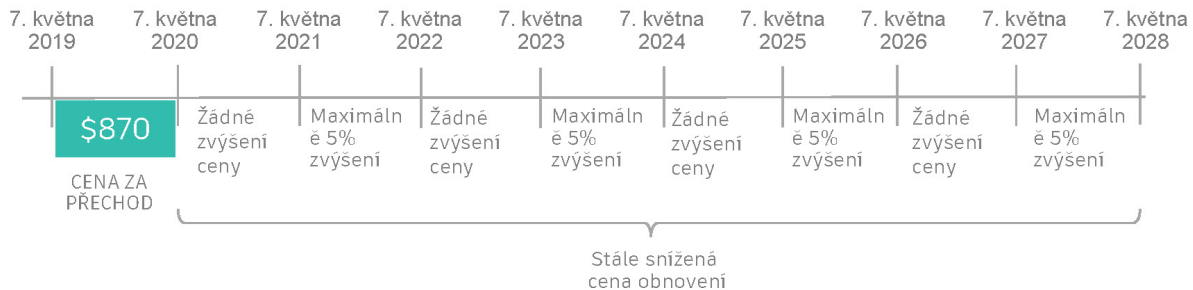 7. května 2019
7. května 2020
7. května 2021
7. května 2022
7. května 2023
7. května 2024
7. května 2025
7. května 2026
7. května 2027
7. května 2028
$870
CENA ZA
PŘECHOD
Žádné
zvýšení
ceny
Maximáln
ě 5%
zvýšení
Žádné
zvýšení
ceny
Maximáln
ě 5%
zvýšení
Žádné
zvýšení
ceny
Maximáln
ě 5%
zvýšení
Žádné
zvýšení
ceny
Maximáln
ě 5%
zvýšení
Stále snížená
cena obnovení